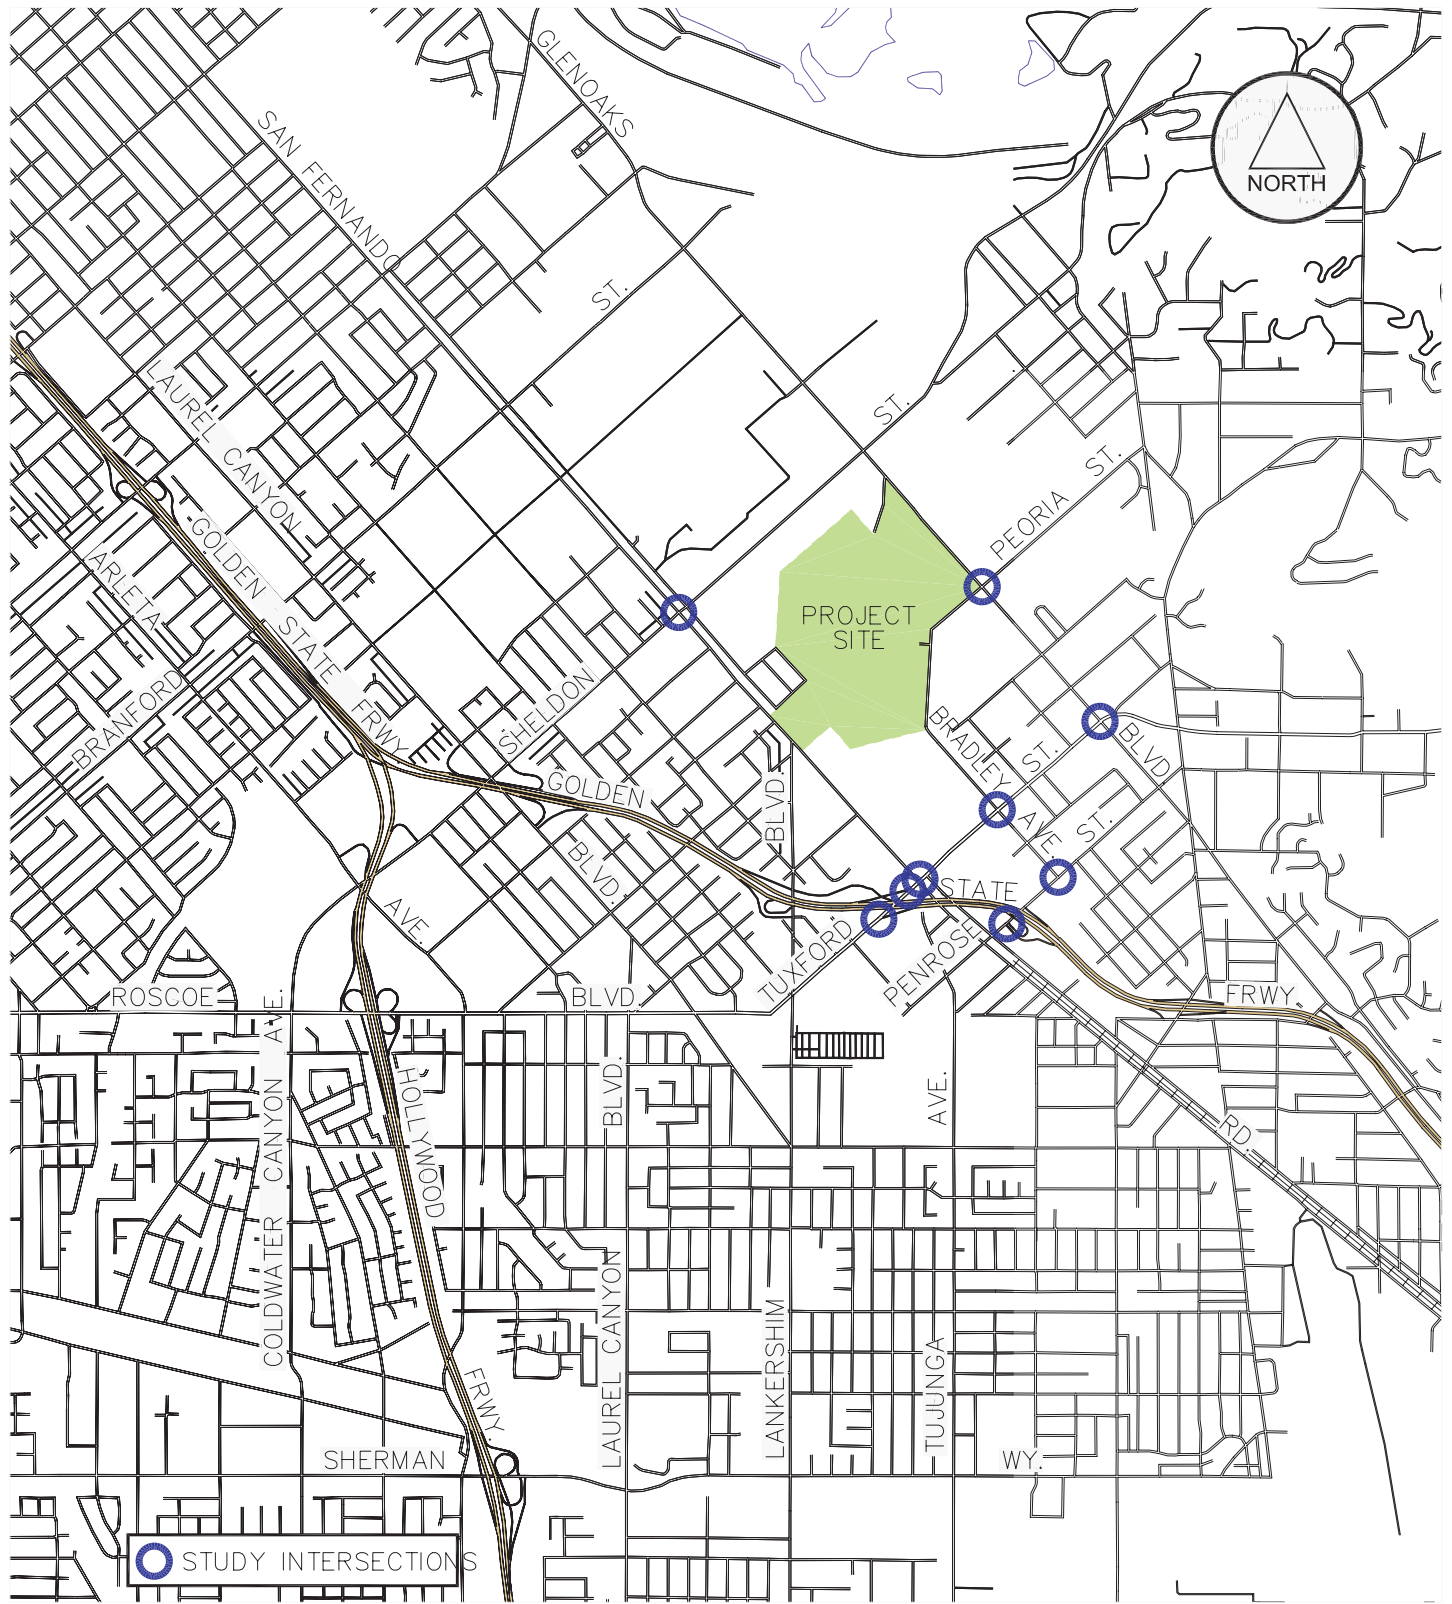 GLENOAKS
SAN FERNANDO
NORTH
ST.
LAUREL CANYON
ST.
PEORIA ST.
GOLDEN STATE FRWY.
ARLETA
PROJECT
SITE
BRANFORD
SHELDON
BRADLEY
ST.
BLVD.
GOLDEN
BLVD.
AVE.
ST.
BLVD.
STATE
AVE.
TUXFORD
PENROSE
ROSCOE
BLVD.
FRWY.
COLDWATER CANYON AVE.
HOLLYWOOD
BLVD.
AVE.
RD.
LAUREL CANYON
LANKERSHIM
TUJUNGA
FRWY.
SHERMAN
WY.
STUDY INTERSECTIONS